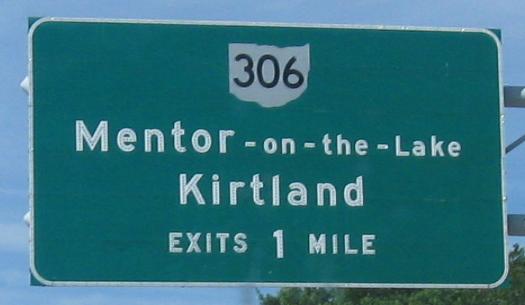 306
Mentor-on-the-Lake
Kirtland
EXITS 1 MILE